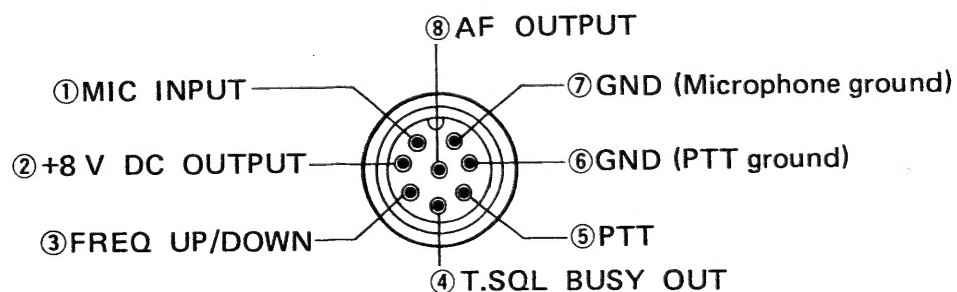 ⑧AF OUTPUT
①MIC INPUT
⑦GND (Microphone ground)
②+8 V DC OUTPUT
⑥GND (PTT ground)
③FREQ UP/DOWN
⑤PTT
④T.SQL BUSY OUT